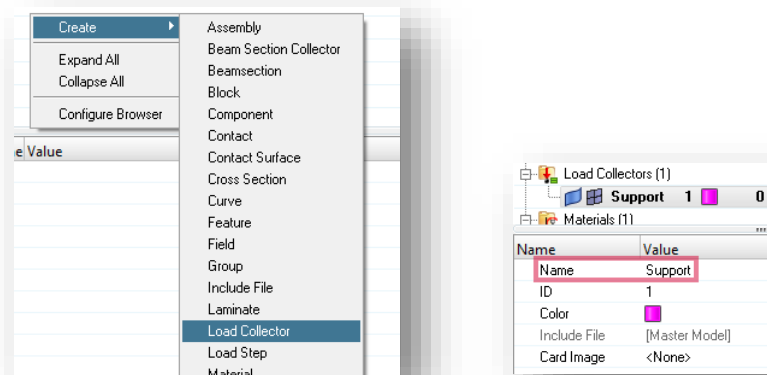 Create
Expand All
Collapse All
Configure Browser
e Value
Assembly
Beam Section Collector
Beamsection
Block
Component
Contact
Contact Surface
Cross Section
Curve
Feature
Field
Group
Include File
Laminate
Load Collector
Load Step
Material
Load Collectors (1)
Support 1 0
Materials (1)
Name Value
Name Support
ID 1
Color
Include File [Master Model]
Card Image <None>